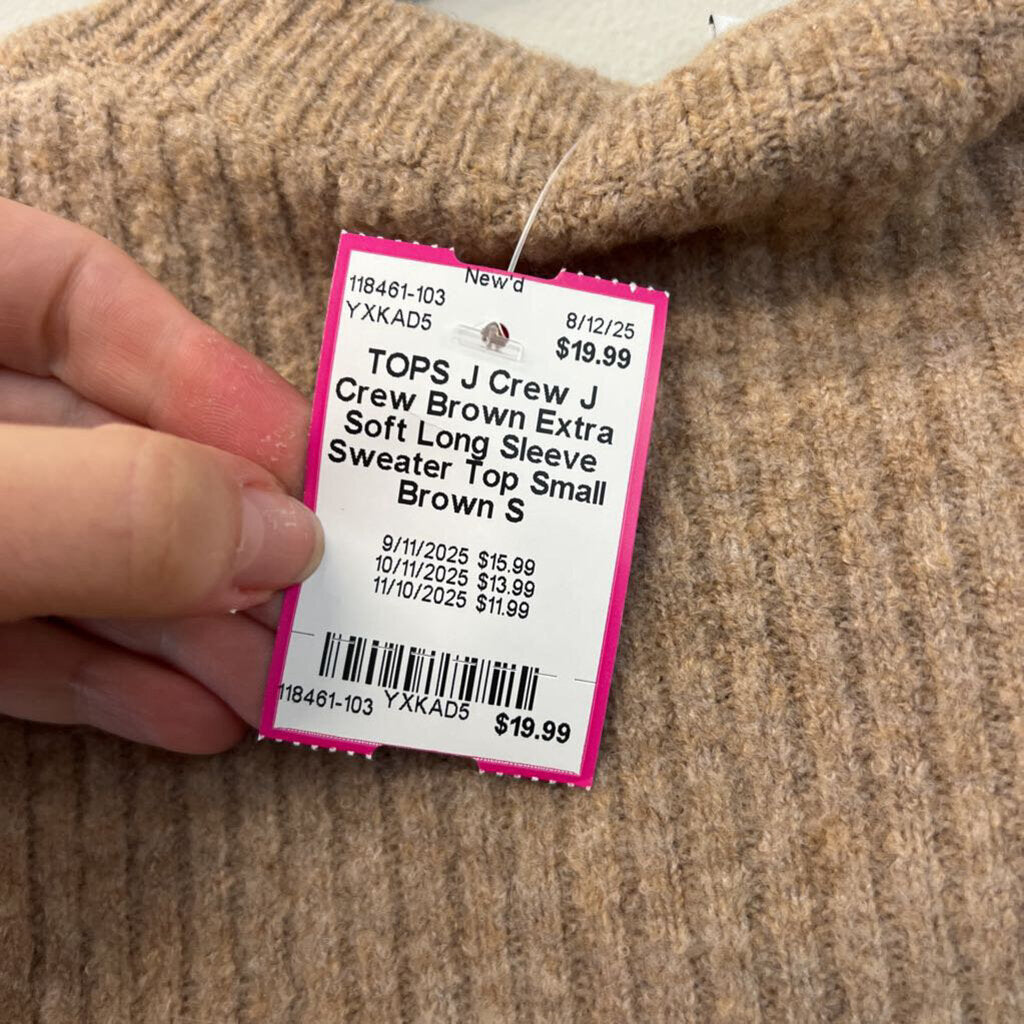 New'd
118461-103
YXKAD5
8/12/25
$19.99
TOPS J Crew J
Crew Brown Extra
Soft Long Sleeve
Sweater Top Small
Brown S
9/11/2025 $15.99
10/11/2025 $13.99
11/10/2025 $11.99
118461-103 YXKAD5 $19.99